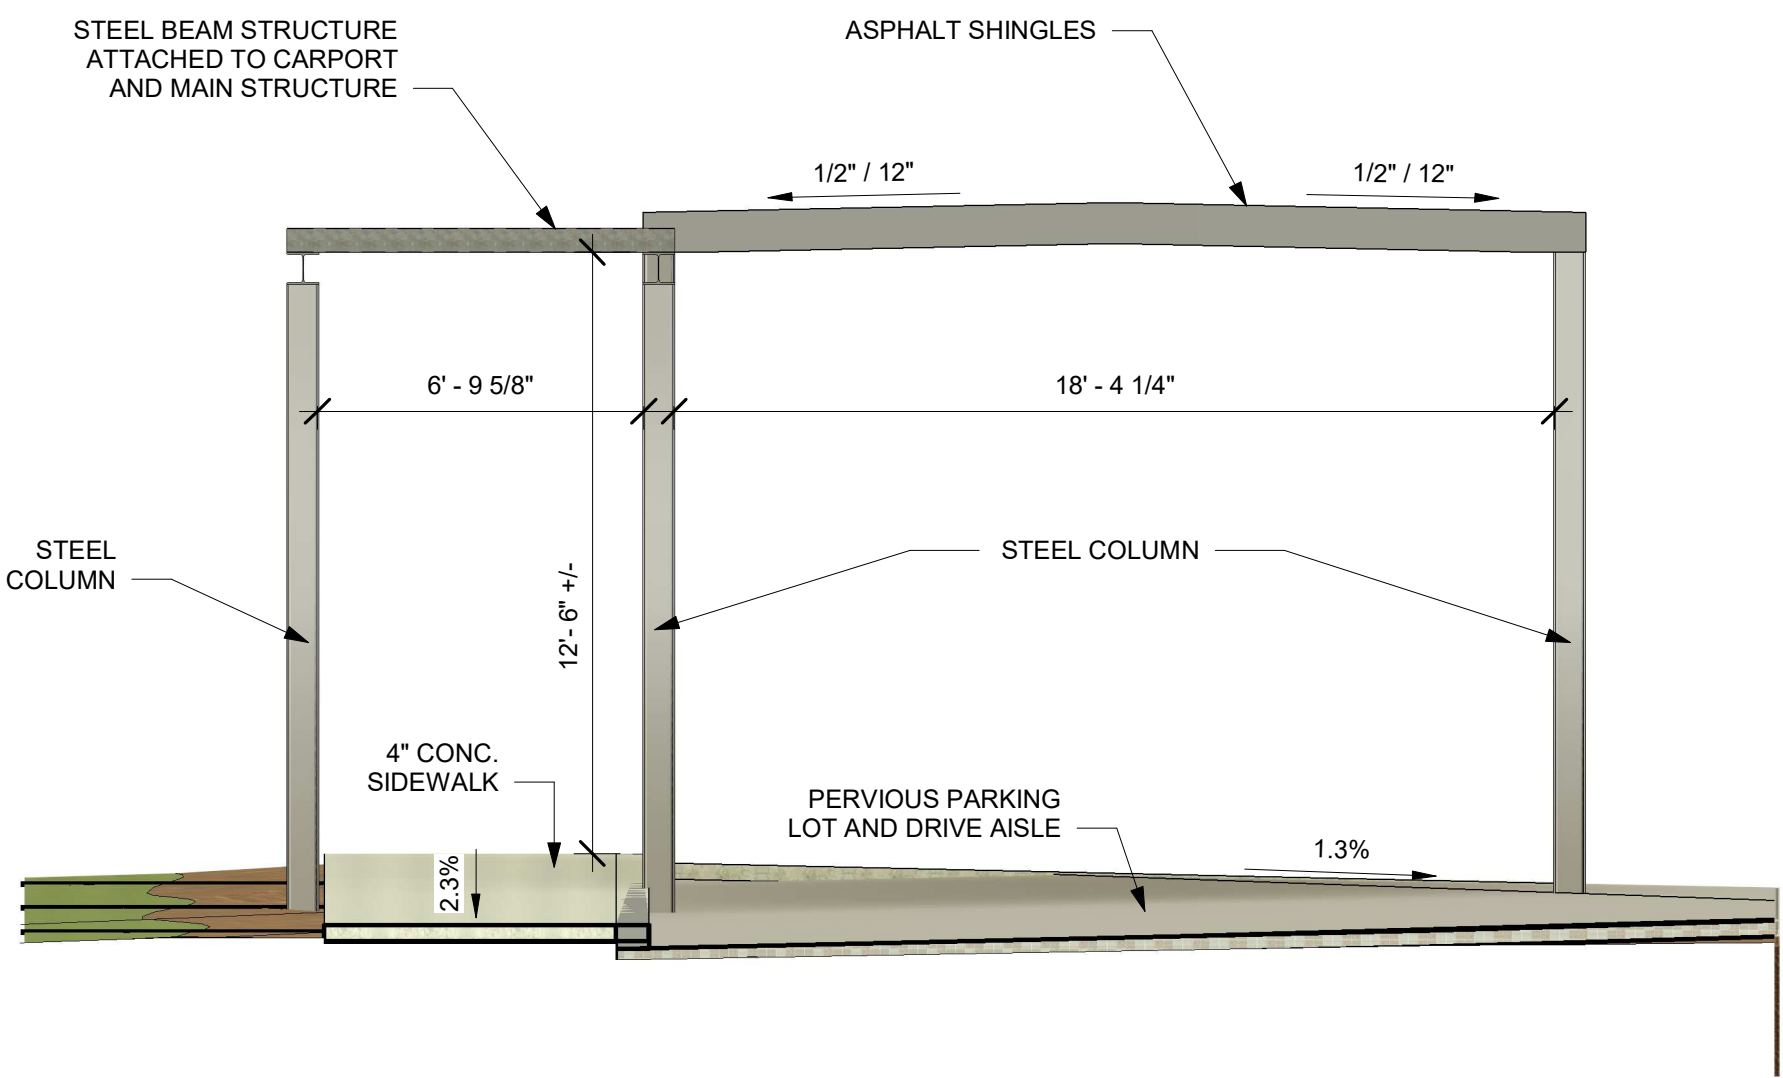 STEEL BEAM STRUCTURE
ATTACHED TO CARPORT
AND MAIN STRUCTURE
ASPHALT SHINGLES
1/2" / 12"
1/2" / 12"
6' - 9 5/8"
18' - 4 1/4"
STEEL
COLUMN
STEEL COLUMN
12'- 6" +/-
4" CONC.
SIDEWALK
PERVIOUS PARKING
LOT AND DRIVE AISLE
2.3%
1.3%